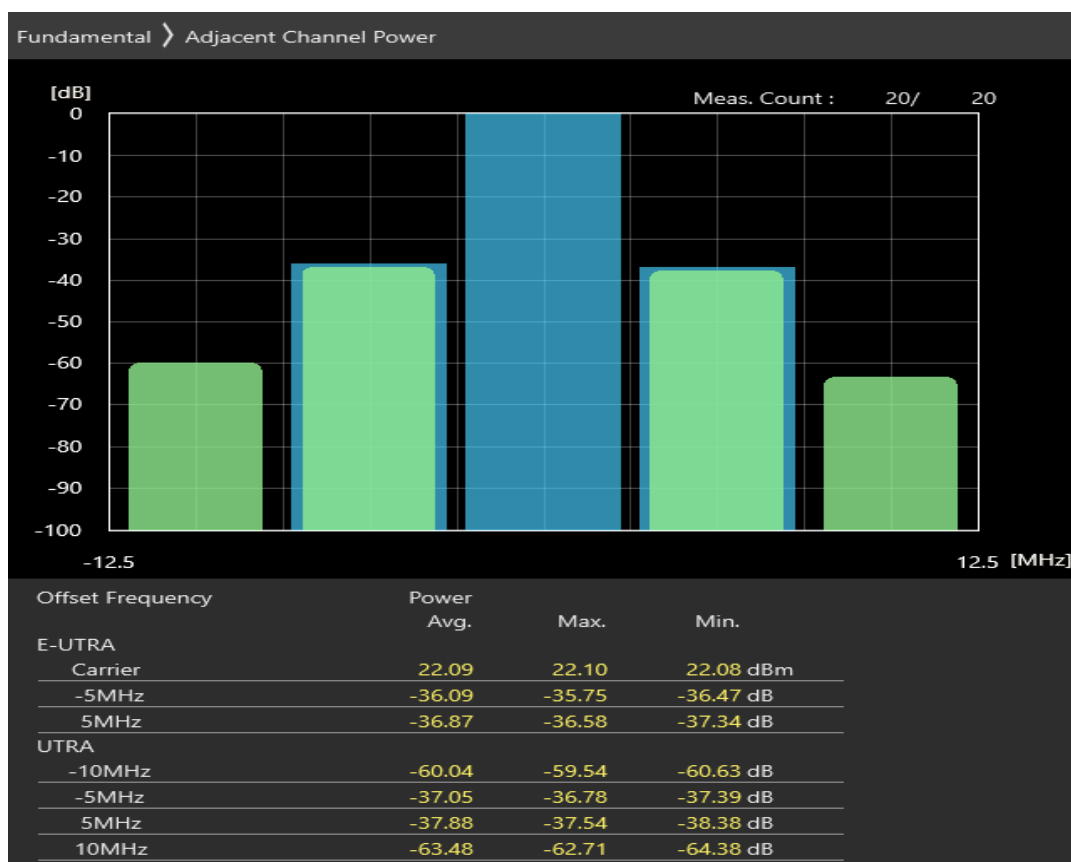 Fundamental ❯ Adjacent Channel Power
[dB]
Meas. Count : 20/ 20
0
-10
-20
-30
-40
-50
-60
-70
-80
-90
-100
-12.5 12.5 [MHz]
Offset Frequency Power
Avg. Max. Min.
E-UTRA
Carrier 22.09 22.10 22.08 dBm
-5MHz -36.09 -35.75 -36.47 dB
5MHz -36.87 -36.58 -37.34 dB
UTRA
-10MHz -60.04 -59.54 -60.63 dB
-5MHz -37.05 -36.78 -37.39 dB
5MHz -37.88 -37.54 -38.38 dB
10MHz -63.48 -62.71 -64.38 dB